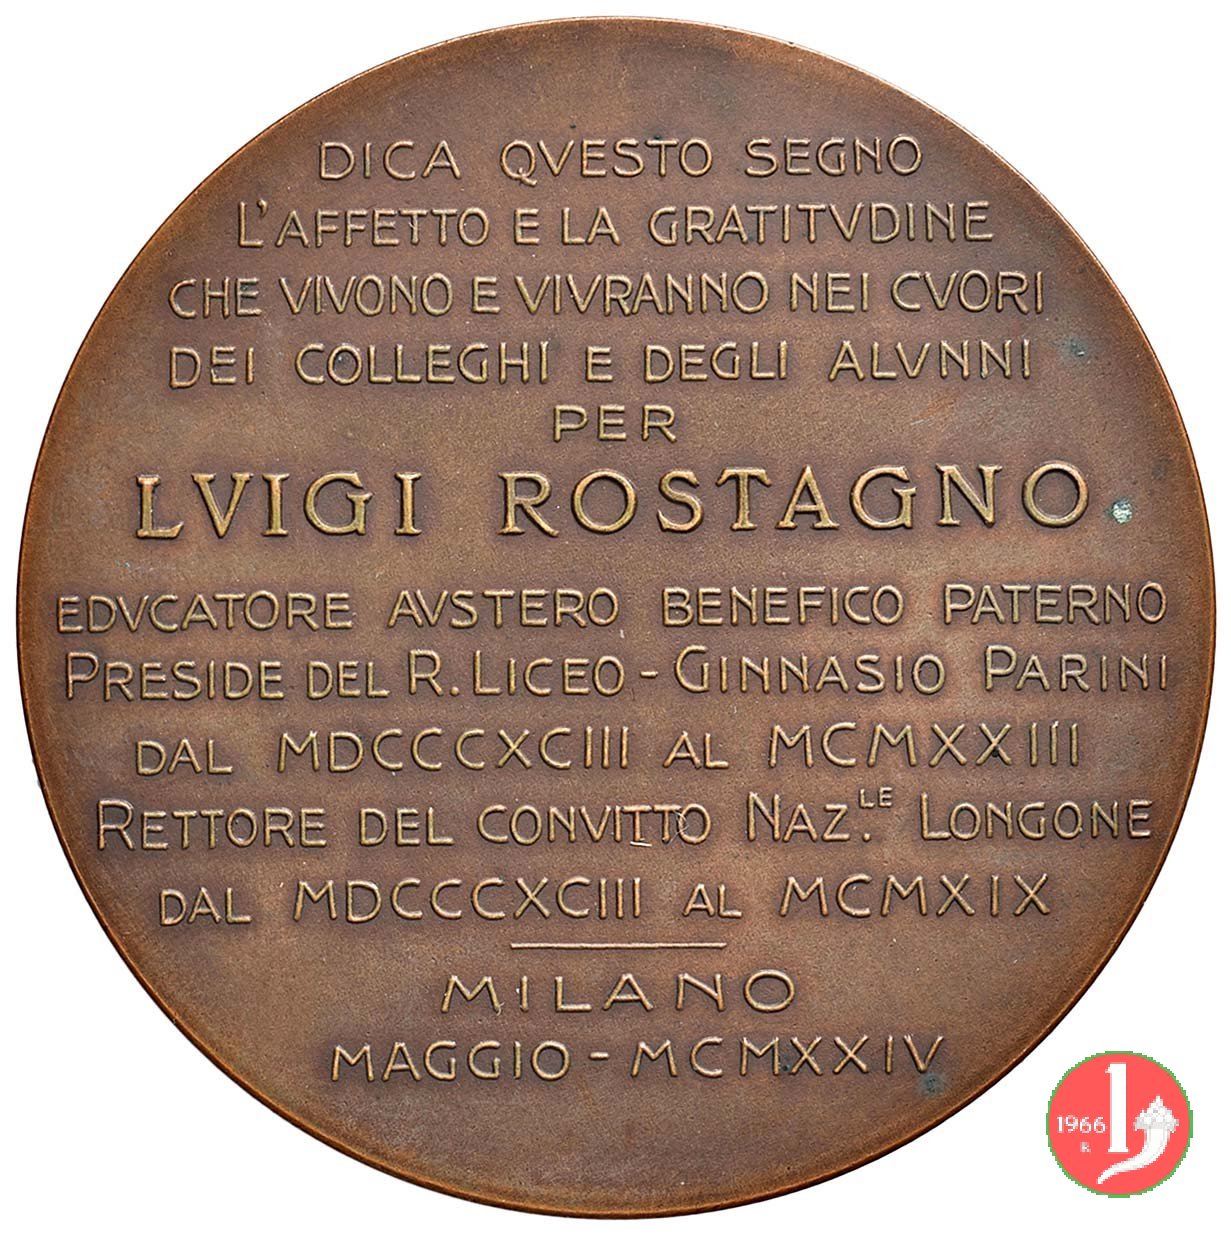 DICA QVESTO SEGNO
L'AFFETTO E LA GRATITVDINE
CHE VIVONO E VIVRANNO NEI CVORI
DEI COLLEGHI E DEGLI ALVNNI
PER
LVIGI ROSTAGNO
EDVCATORE AVSTERO BENEFICO PATERNO
PRESIDE DEL R. LICEO - GINNASIO PARINI
DAL MDCCCXCIII AL MCMXXIII
RETTORE DEL CONVITTO NAZ.LE LONGONE
DAL MDCCCXCIII AL MCMXIX
MILANO
MAGGIO - MCMXXIV
1966
R